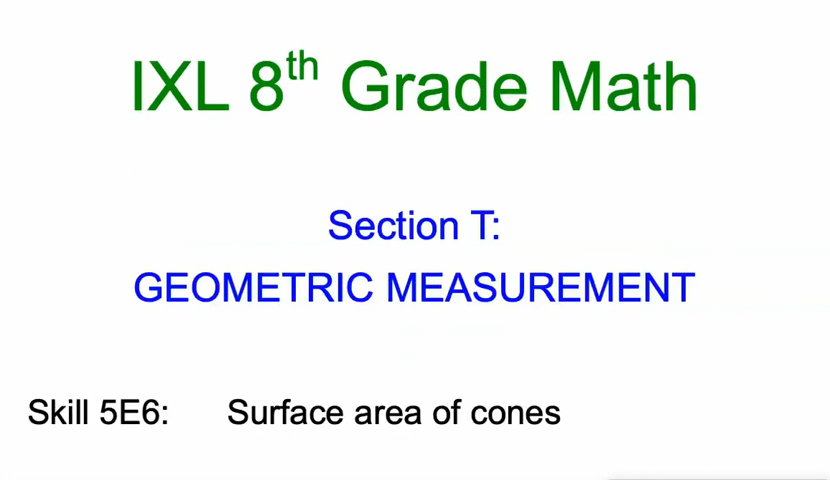 IXL 8th Grade Math
Section T:
GEOMETRIC MEASUREMENT
Skill 5E6: Surface area of cones